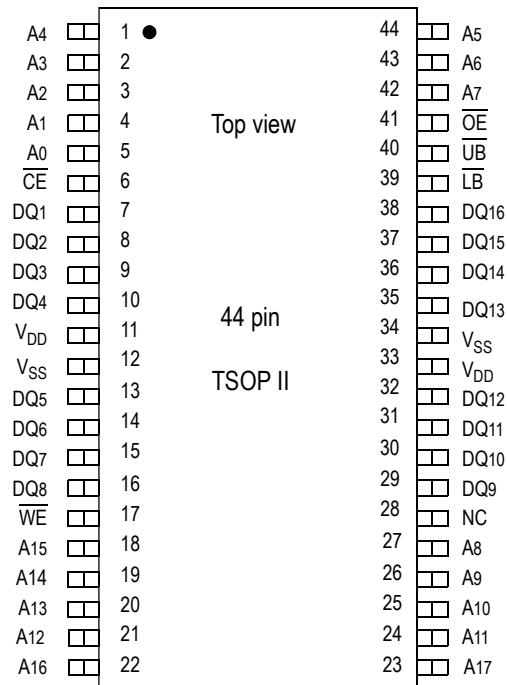 A4 1 44 A5
A3 2 43 A6
A2 3 42 A7
A1 4 Top view 41 OE
A0 5 40 UB
CE 6 39 LB
DQ1 7 38 DQ16
DQ2 8 37 DQ15
DQ3 9 36 DQ14
DQ4 10 44 pin 35 DQ13
VDD 11 34 VSS
VSS 12 TSOP II 33 VDD
DQ5 13 32 DQ12
DQ6 14 31 DQ11
DQ7 15 30 DQ10
DQ8 16 29 DQ9
WE 17 28 NC
A15 18 27 A8
A14 19 26 A9
A13 20 25 A10
A12 21 24 A11
A16 22 23 A17